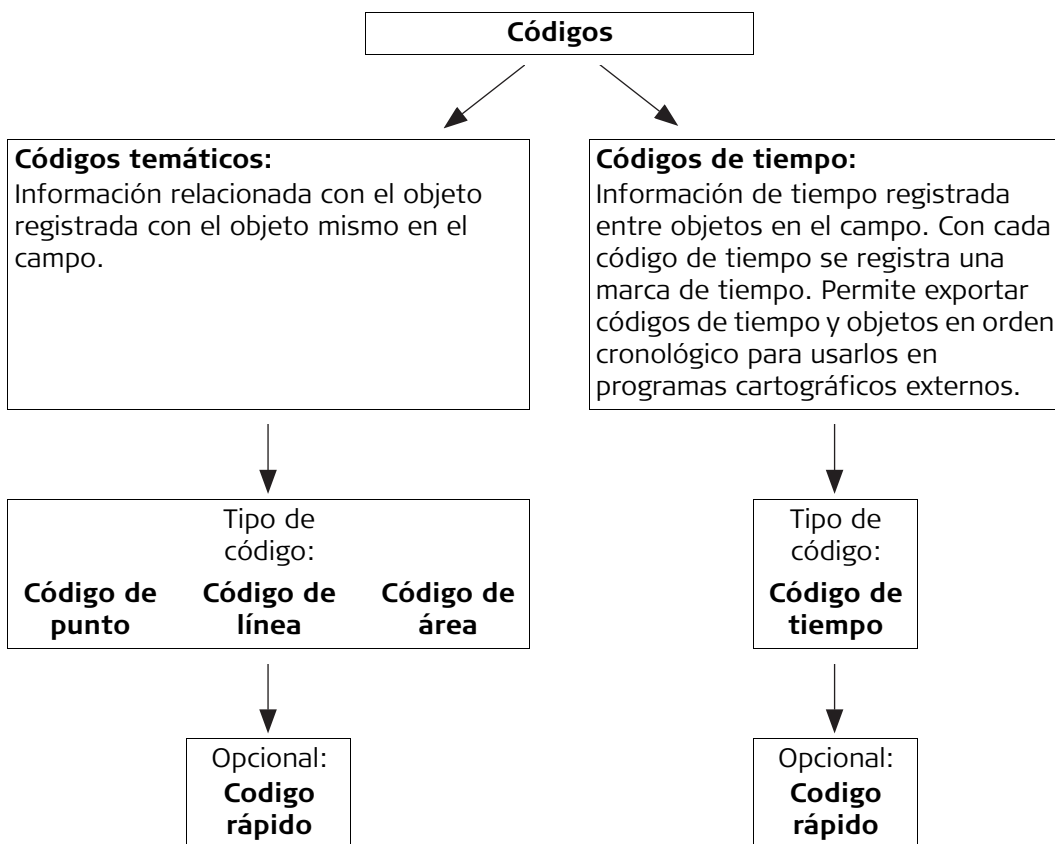 Códigos
Códigos temáticos:
Información relacionada con el objeto
registrada con el objeto mismo en el
campo.
Códigos de tiempo:
Información de tiempo registrada
entre objetos en el campo. Con cada
código de tiempo se registra una
marca de tiempo. Permite exportar
códigos de tiempo y objetos en orden
cronológico para usarlos en
programas cartográficos externos.
Tipo de
código:
Código de
punto
Código de
línea
Código de
área
Tipo de
código:
Código de
tiempo
Opcional:
Codigo
rápido
Opcional:
Codigo
rápido